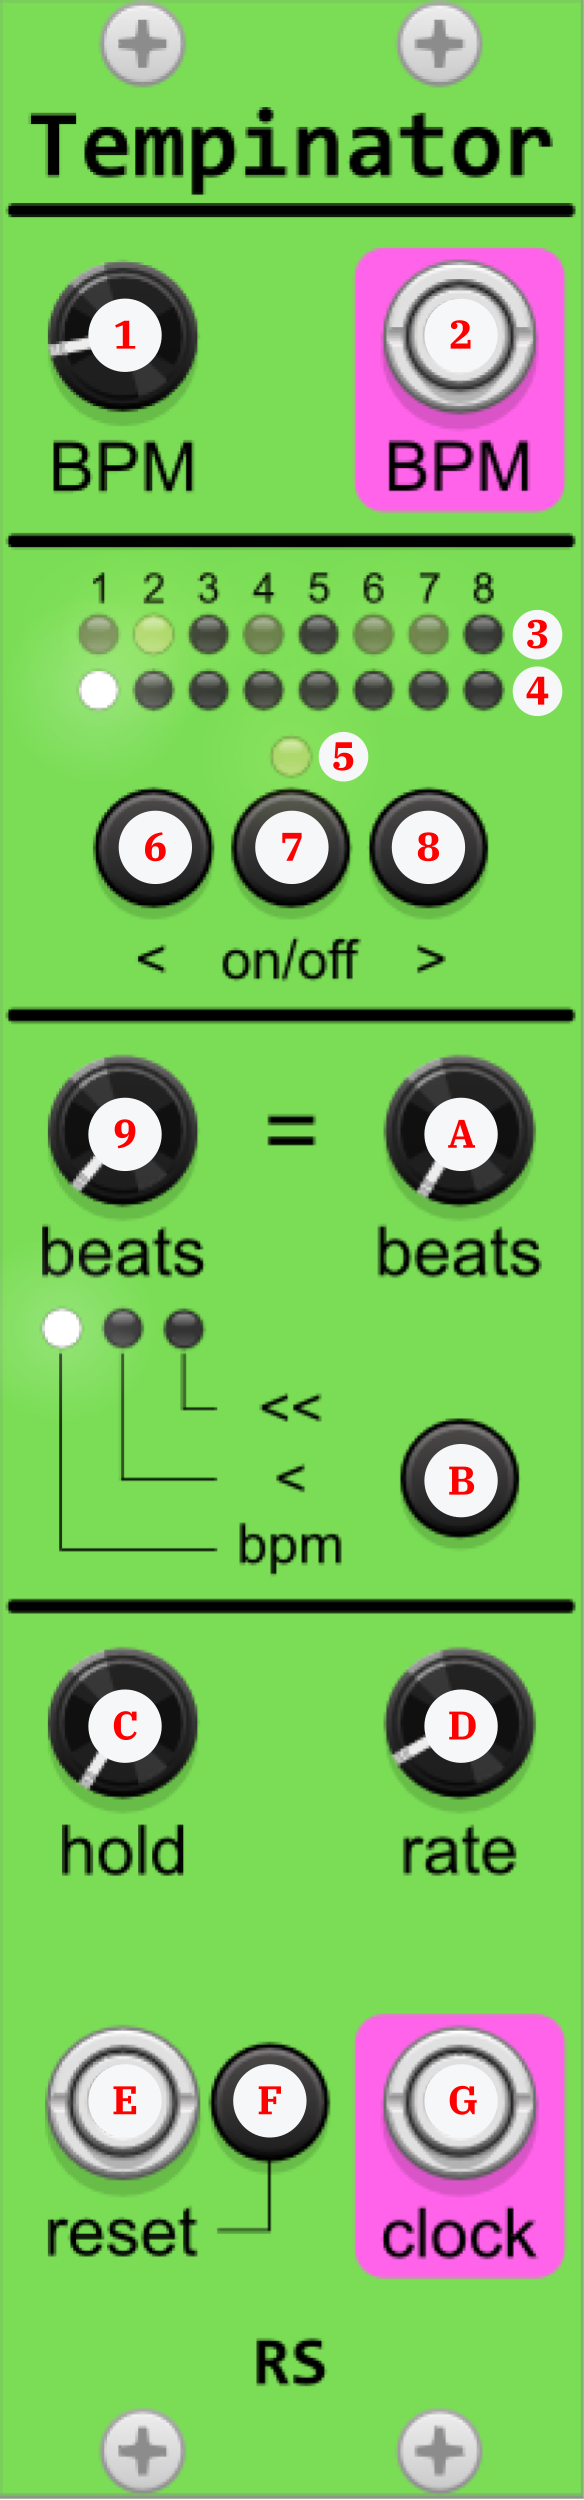 Tempinator
1 2
BPM BPM
1 2 3 4 5 6 7 8
3
4
5
6 7 8
< on/off >
9 = A
beats beats
<<
<
B
bpm
C D
hold rate
E F G
reset clock
RS